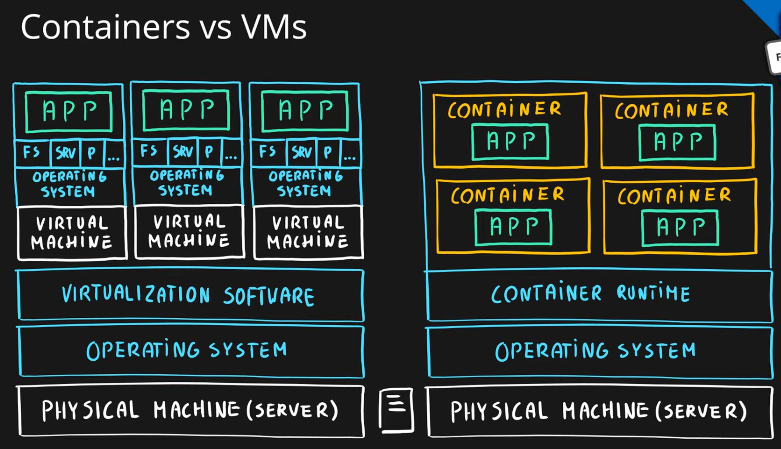 Containers vs VMs
APP
FS SRV P ...
OPERATING
SYSTEM
VIRTUAL
MACHINE
APP
FS SRV P ...
OPERATING
SYSTEM
VIRTUAL
MACHINE
APP
FS SRV P ...
OPERATING
SYSTEM
VIRTUAL
MACHINE
VIRTUALIZATION SOFTWARE
OPERATING SYSTEM
PHYSICAL MACHINE (SERVER)
CONTAINER
APP
CONTAINER
APP
CONTAINER
APP
CONTAINER
APP
CONTAINER RUNTIME
OPERATING SYSTEM
PHYSICAL MACHINE (SERVER)